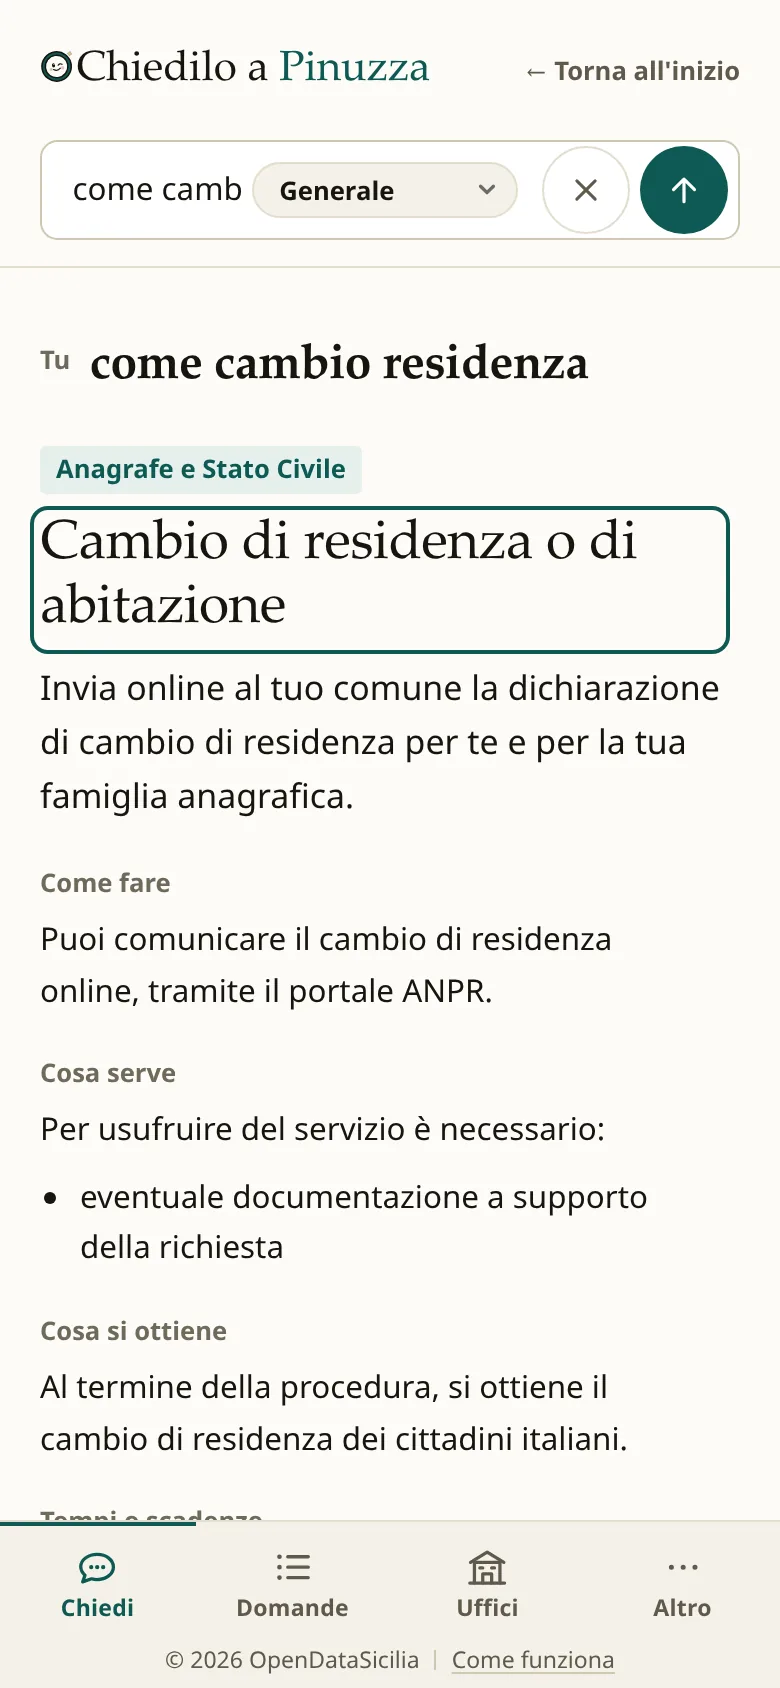 Chiedilo a Pinuzza
← Torna all'inizio
come camb
Generale
Tu come cambio residenza
Anagrafe e Stato Civile
Cambio di residenza o di
abitazione
Invia online al tuo comune la dichiarazione
di cambio di residenza per te e per la tua
famiglia anagrafica.
Come fare
Puoi comunicare il cambio di residenza
online, tramite il portale ANPR.
Cosa serve
Per usufruire del servizio è necessario:
• eventuale documentazione a supporto
della richiesta
Cosa si ottiene
Al termine della procedura, si ottiene il
cambio di residenza dei cittadini italiani.
Tempi e scadenze
Chiedi
Domande
Uffici
Altro
© 2026 OpenDataSicilia | Come funziona